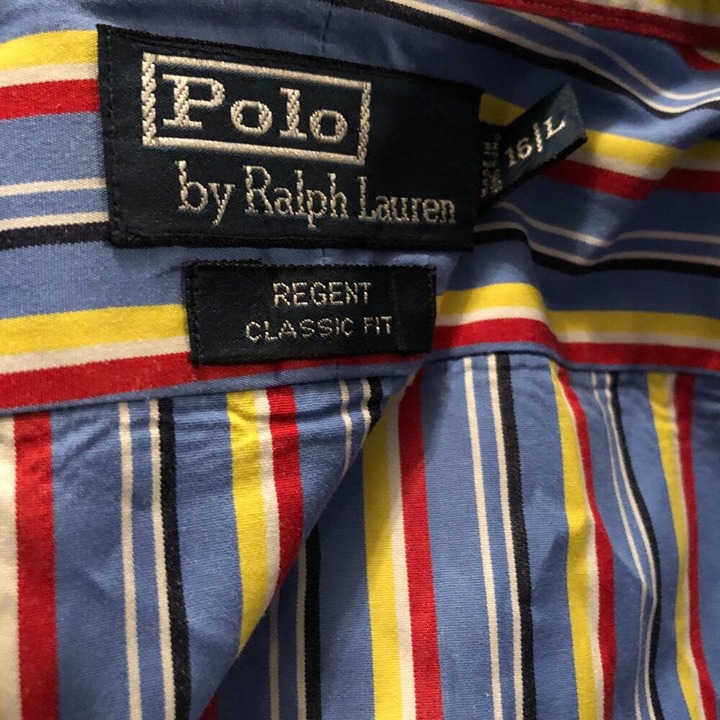 Polo
by Ralph Lauren
16/L
REGENT
CLASSIC FIT